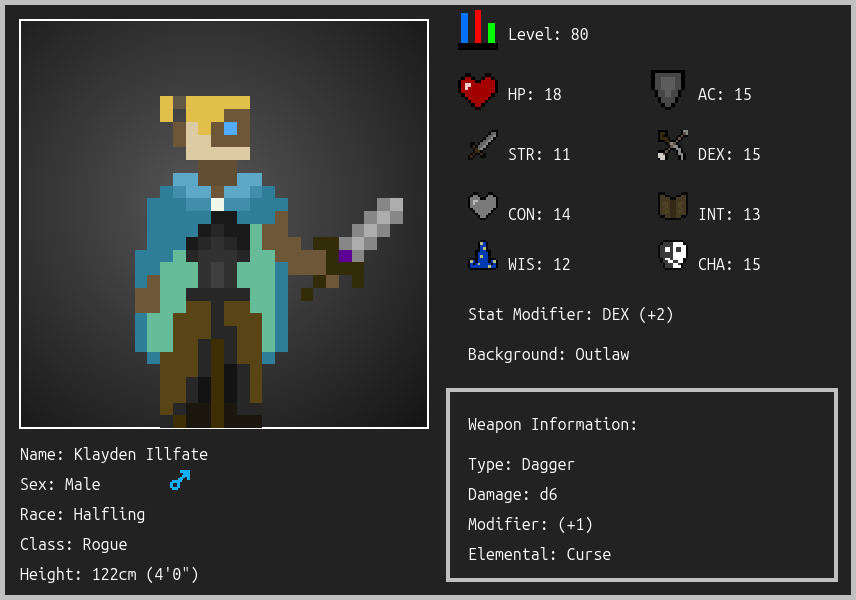 Level: 80
HP: 18
AC: 15
STR: 11
DEX: 15
CON: 14
INT: 13
WIS: 12
CHA: 15
Stat Modifier: DEX (+2)
Background: Outlaw
Weapon Information:
Type: Dagger
Damage: d6
Modifier: (+1)
Elemental: Curse
Name: Klayden Illfate
Sex: Male
Race: Halfling
Class: Rogue
Height: 122cm (4'0")